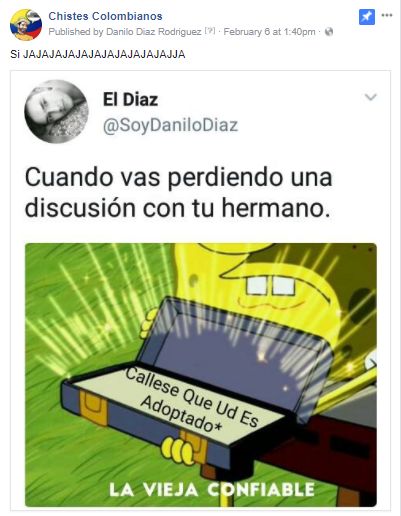 Chistes Colombianos
Published by Danilo Diaz Rodriguez [?] · February 6 at 1:40pm ·
Si JAJAJAJAJAJAJAJAJAJAJAJJA
El Diaz
@SoyDaniloDiaz
Cuando vas perdiendo una
discusión con tu hermano.
Callese Que Ud Es
Adoptado*
LA VIEJA CONFIABLE